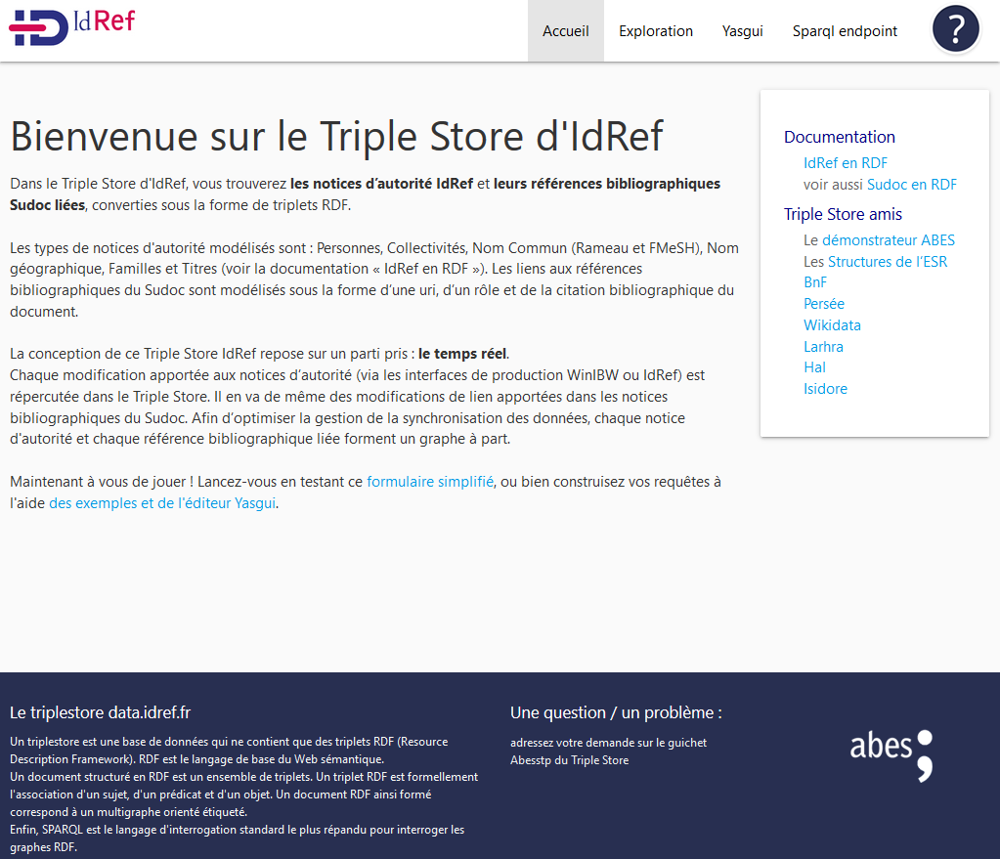 IdRef
Accueil
Exploration
Yasgui
Sparql endpoint
?
Bienvenue sur le Triple Store d'IdRef
Dans le Triple Store d'IdRef, vous trouverez les notices d’autorité IdRef et leurs références bibliographiques
Sudoc liées, converties sous la forme de triplets RDF.
Les types de notices d'autorité modélisés sont : Personnes, Collectivités, Nom Commun (Rameau et FMeSH), Nom
géographique, Familles et Titres (voir la documentation « IdRef en RDF »). Les liens aux références
bibliographiques du Sudoc sont modélisés sous la forme d’une uri, d’un rôle et de la citation bibliographique du
document.
La conception de ce Triple Store IdRef repose sur un parti pris : le temps réel.
Chaque modification apportée aux notices d’autorité (via les interfaces de production WinIBW ou IdRef) est
répercutée dans le Triple Store. Il en va de même des modifications de lien apportées dans les notices
bibliographiques du Sudoc. Afin d’optimiser la gestion de la synchronisation des données, chaque notice
d'autorité et chaque référence bibliographique liée forment un graphe à part.
Maintenant à vous de jouer ! Lancez-vous en testant ce formulaire simplifié, ou bien construisez vos requêtes à
l'aide des exemples et de l'éditeur Yasgui.
Documentation
IdRef en RDF
voir aussi Sudoc en RDF
Triple Store amis
Le démonstrateur ABES
Les Structures de l’ESR
BnF
Persée
Wikidata
Larhra
Hal
Isidore
Le triplestore data.idref.fr
Un triplestore est une base de données qui ne contient que des triplets RDF (Resource
Description Framework). RDF est le langage de base du Web sémantique.
Un document structuré en RDF est un ensemble de triplets. Un triplet RDF est formellement
l'association d'un sujet, d'un prédicat et d'un objet. Un document RDF ainsi formé
correspond à un multigraphe orienté étiqueté.
Enfin, SPARQL est le langage d'interrogation standard le plus répandu pour interroger les
graphes RDF.
Une question / un problème :
adressez votre demande sur le guichet
Abesstp du Triple Store
abes